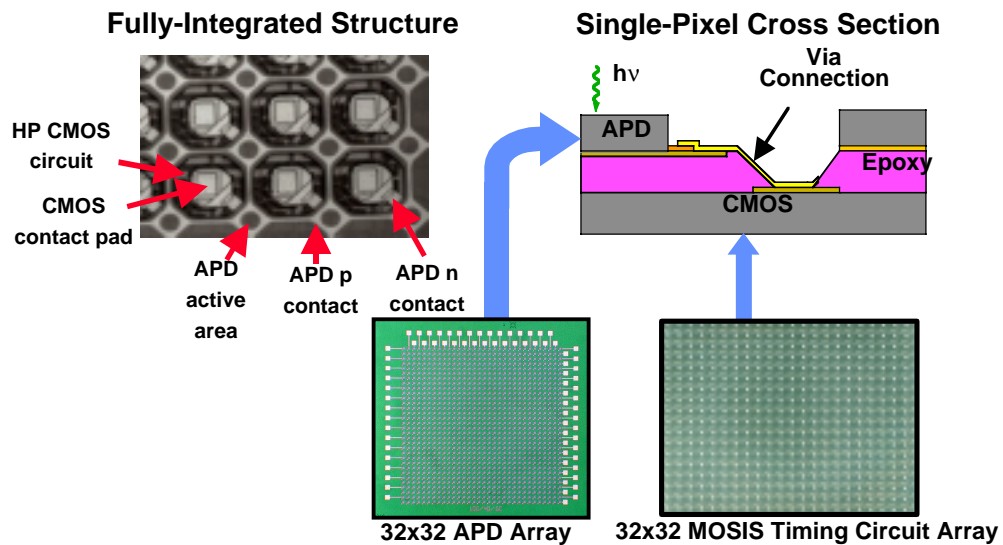 Fully-Integrated Structure
Single-Pixel Cross Section
HP CMOS
circuit
CMOS
contact pad
APD
active
area
APD p
contact
APD n
contact
hν
Via
Connection
APD
Epoxy
CMOS
32x32 APD Array
32x32 MOSIS Timing Circuit Array